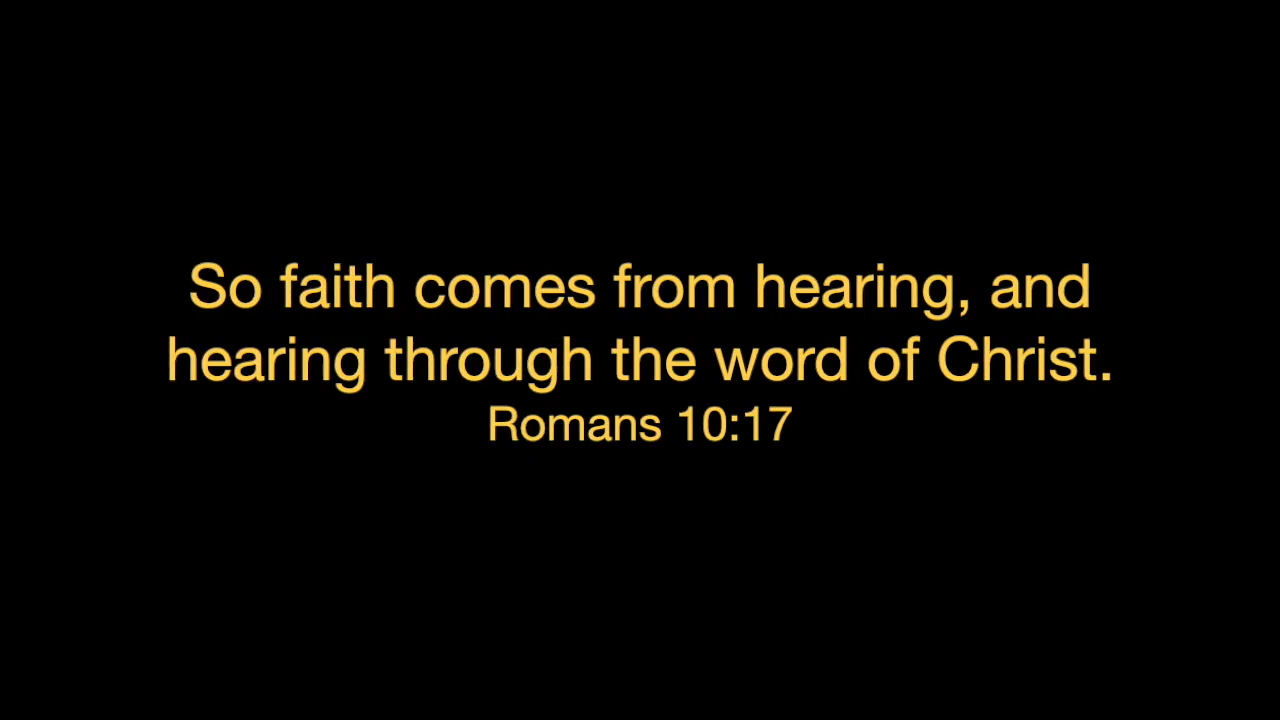 So faith comes from hearing, and
hearing through the word of Christ.
Romans 10:17